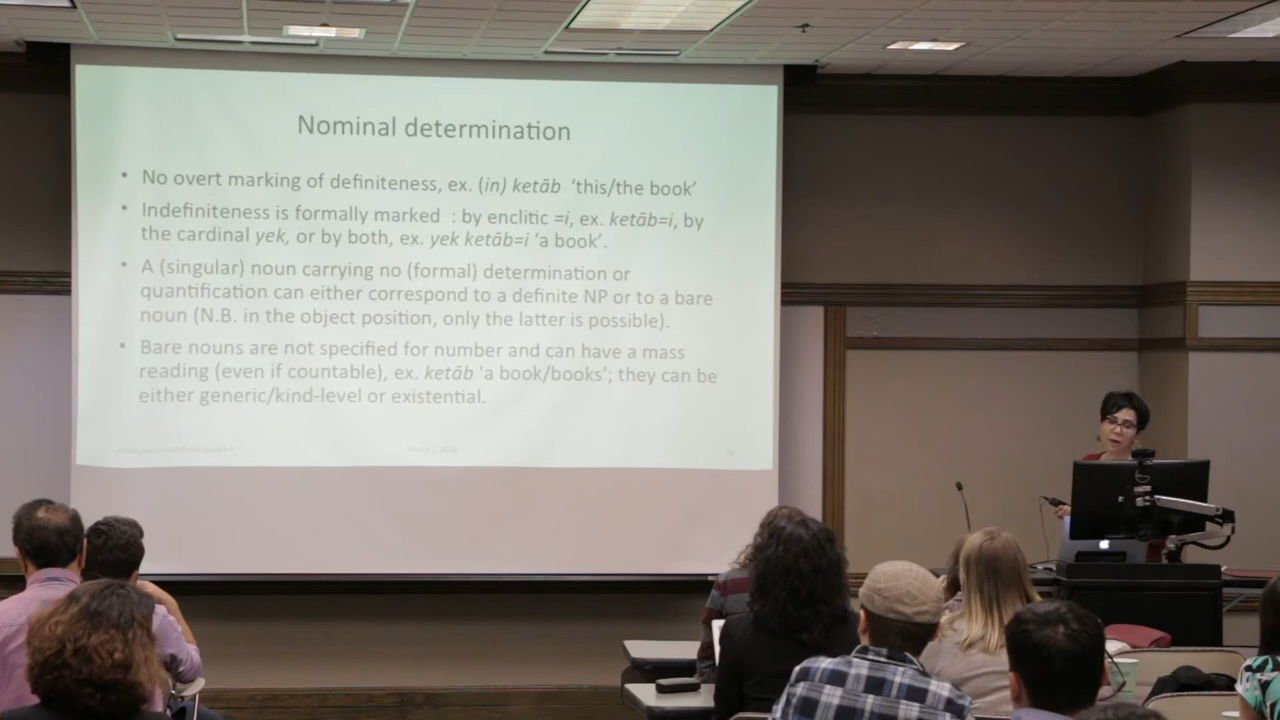 Nominal determination
• No overt marking of definiteness, ex. (in) ketāb ‘this/the book’
• Indefiniteness is formally marked : by enclitic =i, ex. ketāb=i, by
the cardinal yek, or by both, ex. yek ketāb=i ‘a book’.
• A (singular) noun carrying no (formal) determination or
quantification can either correspond to a definite NP or to a bare
noun (N.B. in the object position, only the latter is possible).
• Bare nouns are not specified for number and can have a mass
reading (even if countable), ex. ketāb ‘a book/books’; they can be
either generic/kind-level or existential.